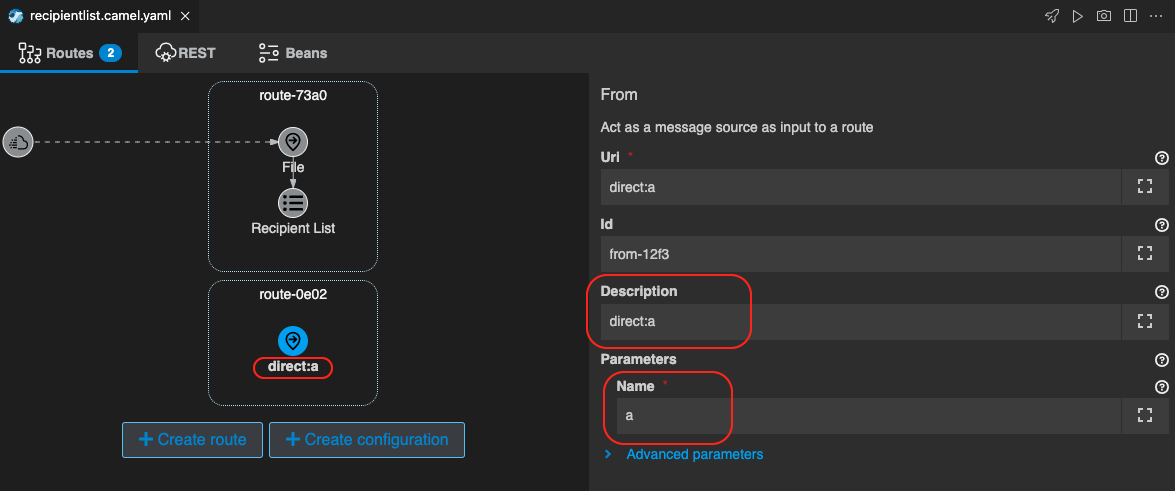 recipientlist.camel.yaml
Routes 2 REST Beans
route-73a0
File
Recipient List
route-0e02
direct:a
+ Create route + Create configuration
From
Act as a message source as input to a route
Uri *
direct:a
Id
from-12f3
Description
direct:a
Parameters
Name *
a
Advanced parameters